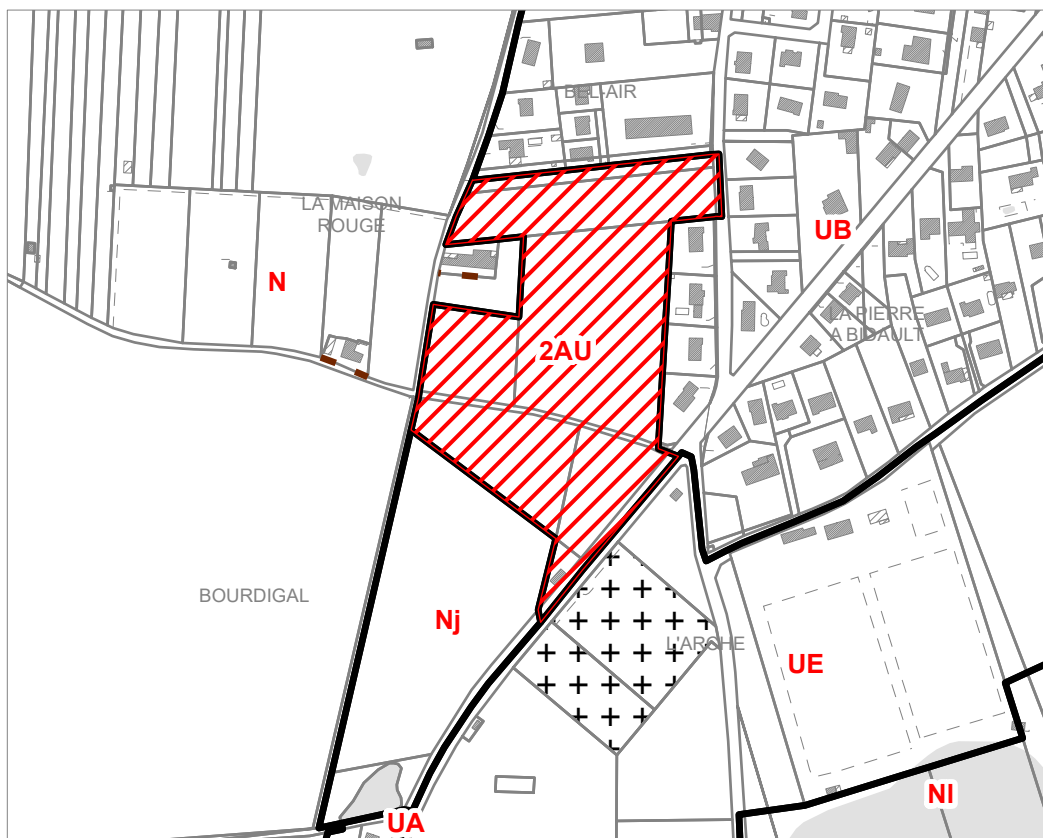 BEL-AIR
LA MAISON
ROUGE
UB
N
LA PIERRE
A BIDAULT
2AU
BOURDIGAL
Nj
L'ARCHE
UE
NI
UA